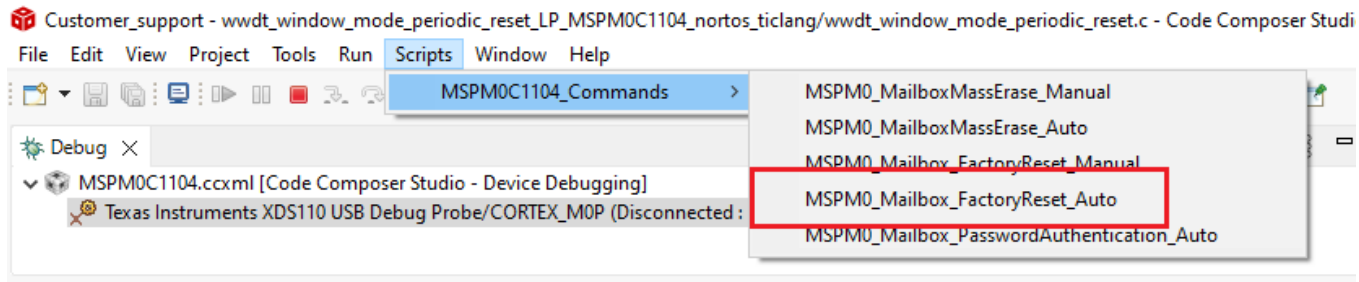 Customer_support - wwdt_window_mode_periodic_reset_LP_MSPM0C1104_nortos_ticlang/wwdt_window_mode_periodic_reset.c - Code Composer Studi
File Edit View Project Tools Run Scripts Window Help
MSPM0C1104_Commands >
MSPM0_MailboxMassErase_Manual
MSPM0_MailboxMassErase_Auto
MSPM0_Mailbox_FactoryReset_Manual
MSPM0_Mailbox_FactoryReset_Auto
MSPM0_Mailbox_PasswordAuthentication_Auto
Debug
MSPM0C1104.ccxml [Code Composer Studio - Device Debugging]
Texas Instruments XDS110 USB Debug Probe/CORTEX_M0P (Disconnected :